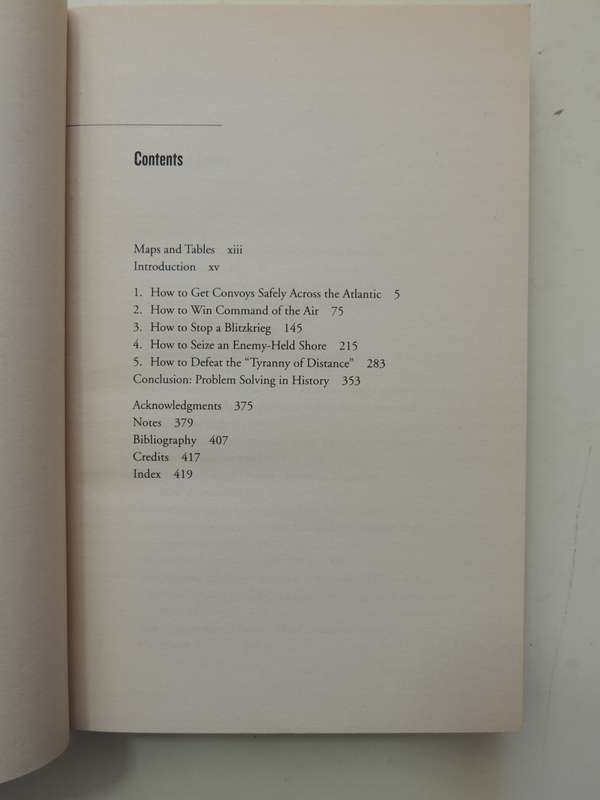 Contents
Maps and Tables xiii
Introduction xv
1. How to Get Convoys Safely Across the Atlantic 5
2. How to Win Command of the Air 75
3. How to Stop a Blitzkrieg 145
4. How to Seize an Enemy-Held Shore 215
5. How to Defeat the “Tyranny of Distance” 283
Conclusion: Problem Solving in History 353
Acknowledgments 375
Notes 379
Bibliography 407
Credits 417
Index 419